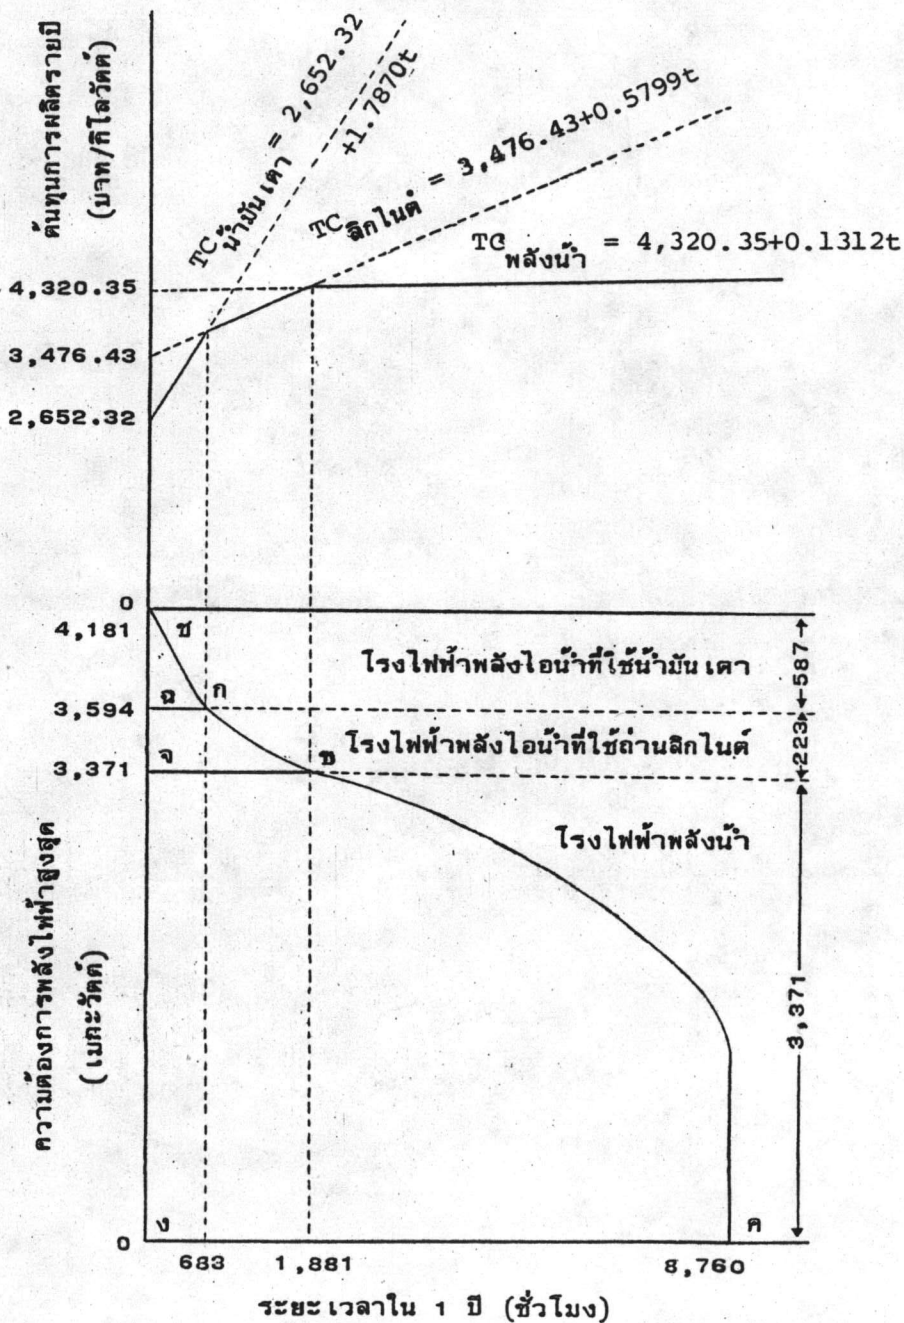 ต้นทุนการผลิตรายปี
(บาท/กิโลวัตต์)
TC น้ำมันเตา = 2,652.32
+1.7870t
TC ลิกไนต์ = 3,476.43+0.5799t
TC พลังน้ำ = 4,320.35+0.1312t
4,320.35
3,476.43
2,652.32
0
4,181
ช
โรงไฟฟ้าพลังไอน้ำที่ใช้น้ำมันเตา
587
3,594
ฉ
ก
โรงไฟฟ้าพลังไอน้ำที่ใช้ถ่านลิกไนต์
223
3,371
จ
ข
โรงไฟฟ้าพลังน้ำ
3,371
ความต้องการพลังไฟฟ้าสูงสุด
(เมกะวัตต์)
0
ง
ค
683
1,881
8,760
ระยะเวลาใน 1 ปี (ชั่วโมง)